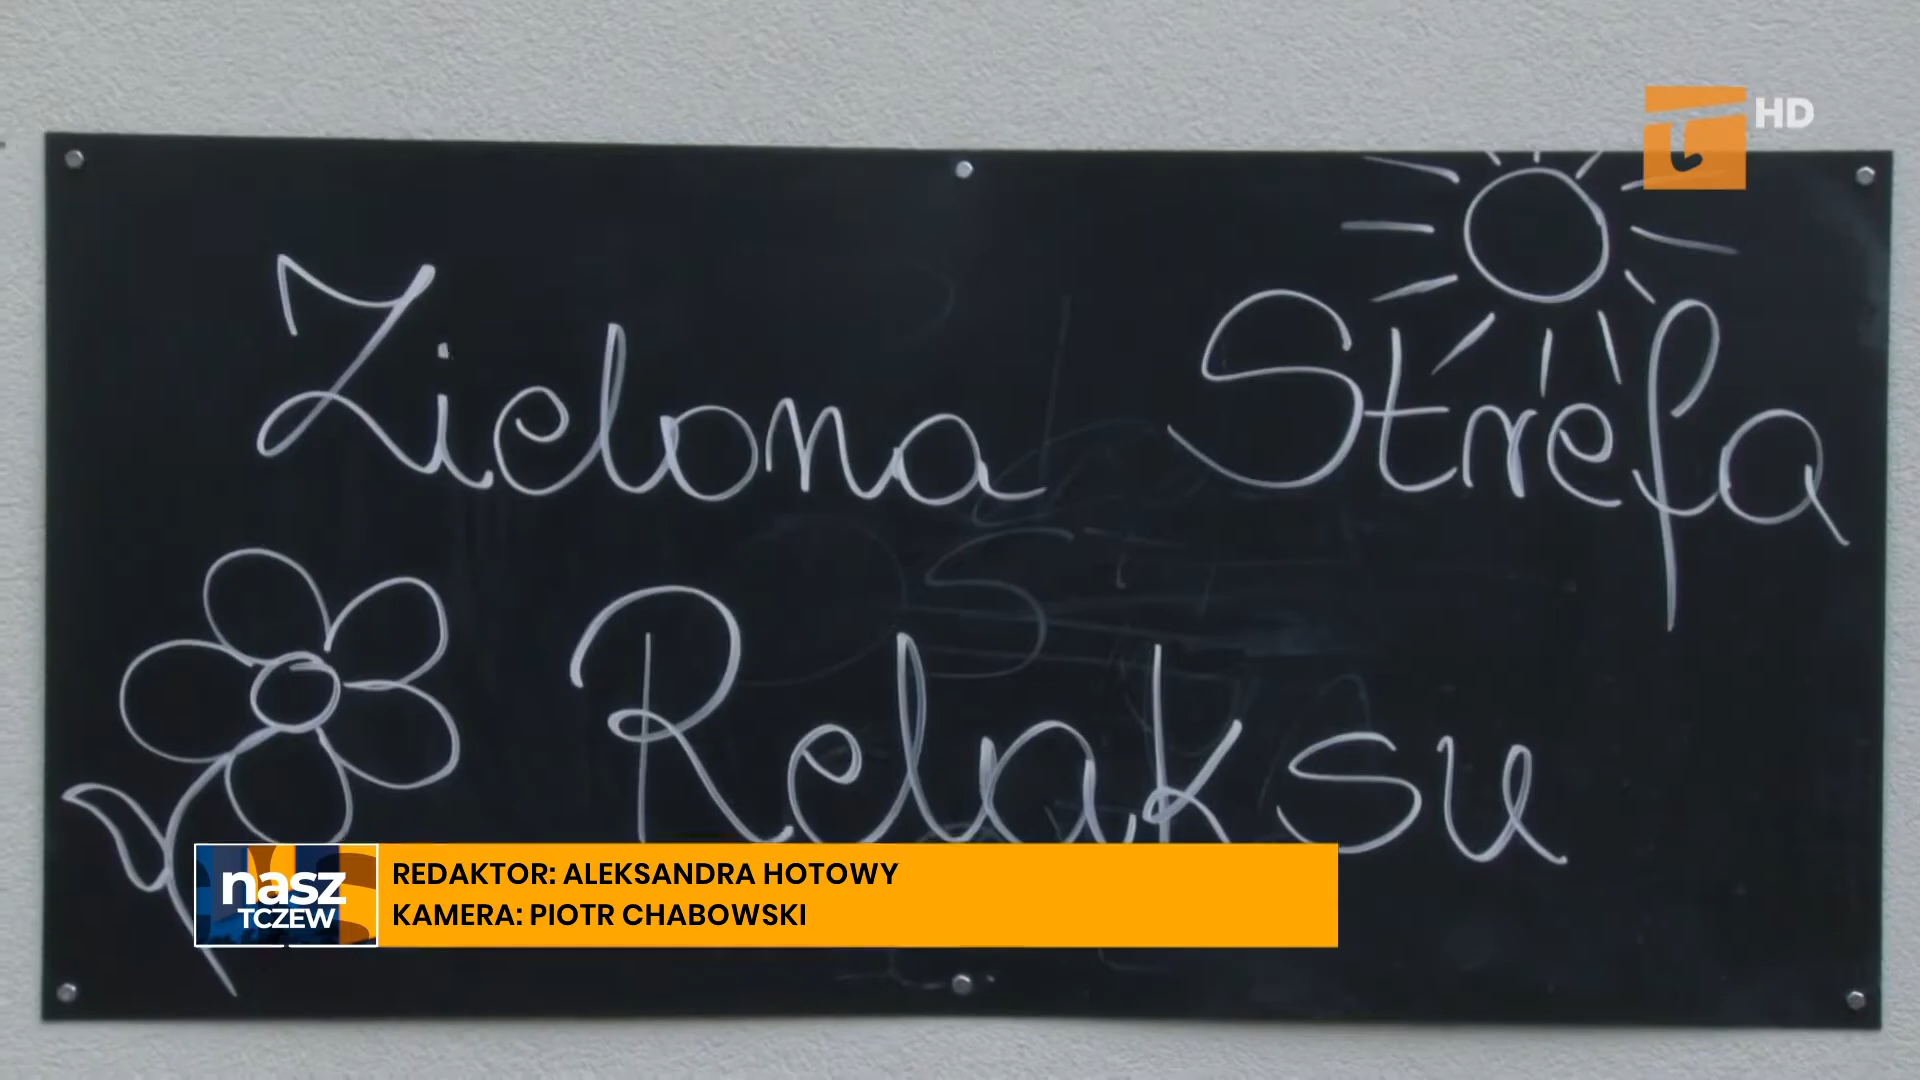 HD
Zielona Strefa
Relaksu
nasz
TCZEW
REDAKTOR: ALEKSANDRA HOTOWY
KAMERA: PIOTR CHABOWSKI